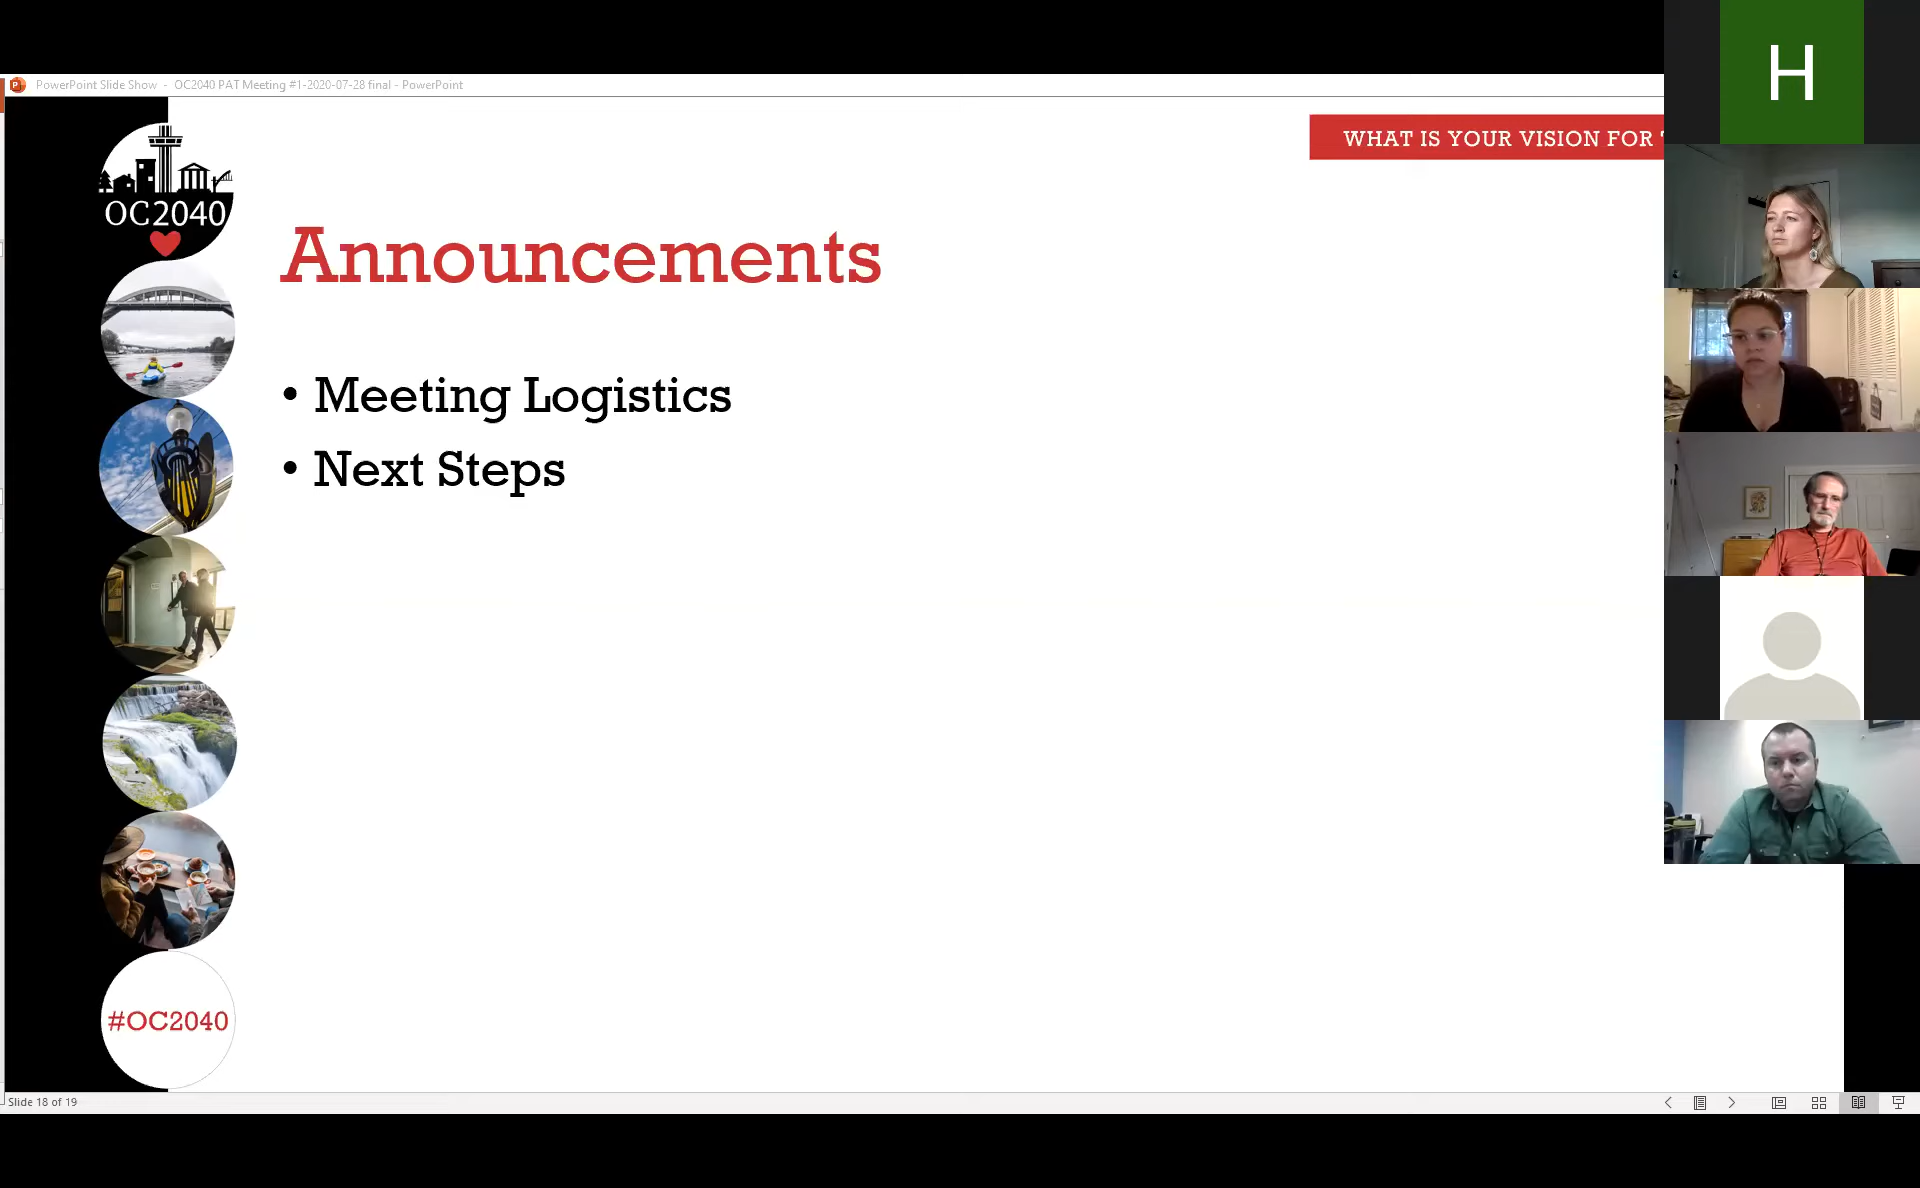 PowerPoint Slide Show - OC2040 PAT Meeting #1-2020-07-28 final - PowerPoint
H
WHAT IS YOUR VISION FOR
OC2040
Announcements
• Meeting Logistics
• Next Steps
#OC2040
Slide 18 of 19